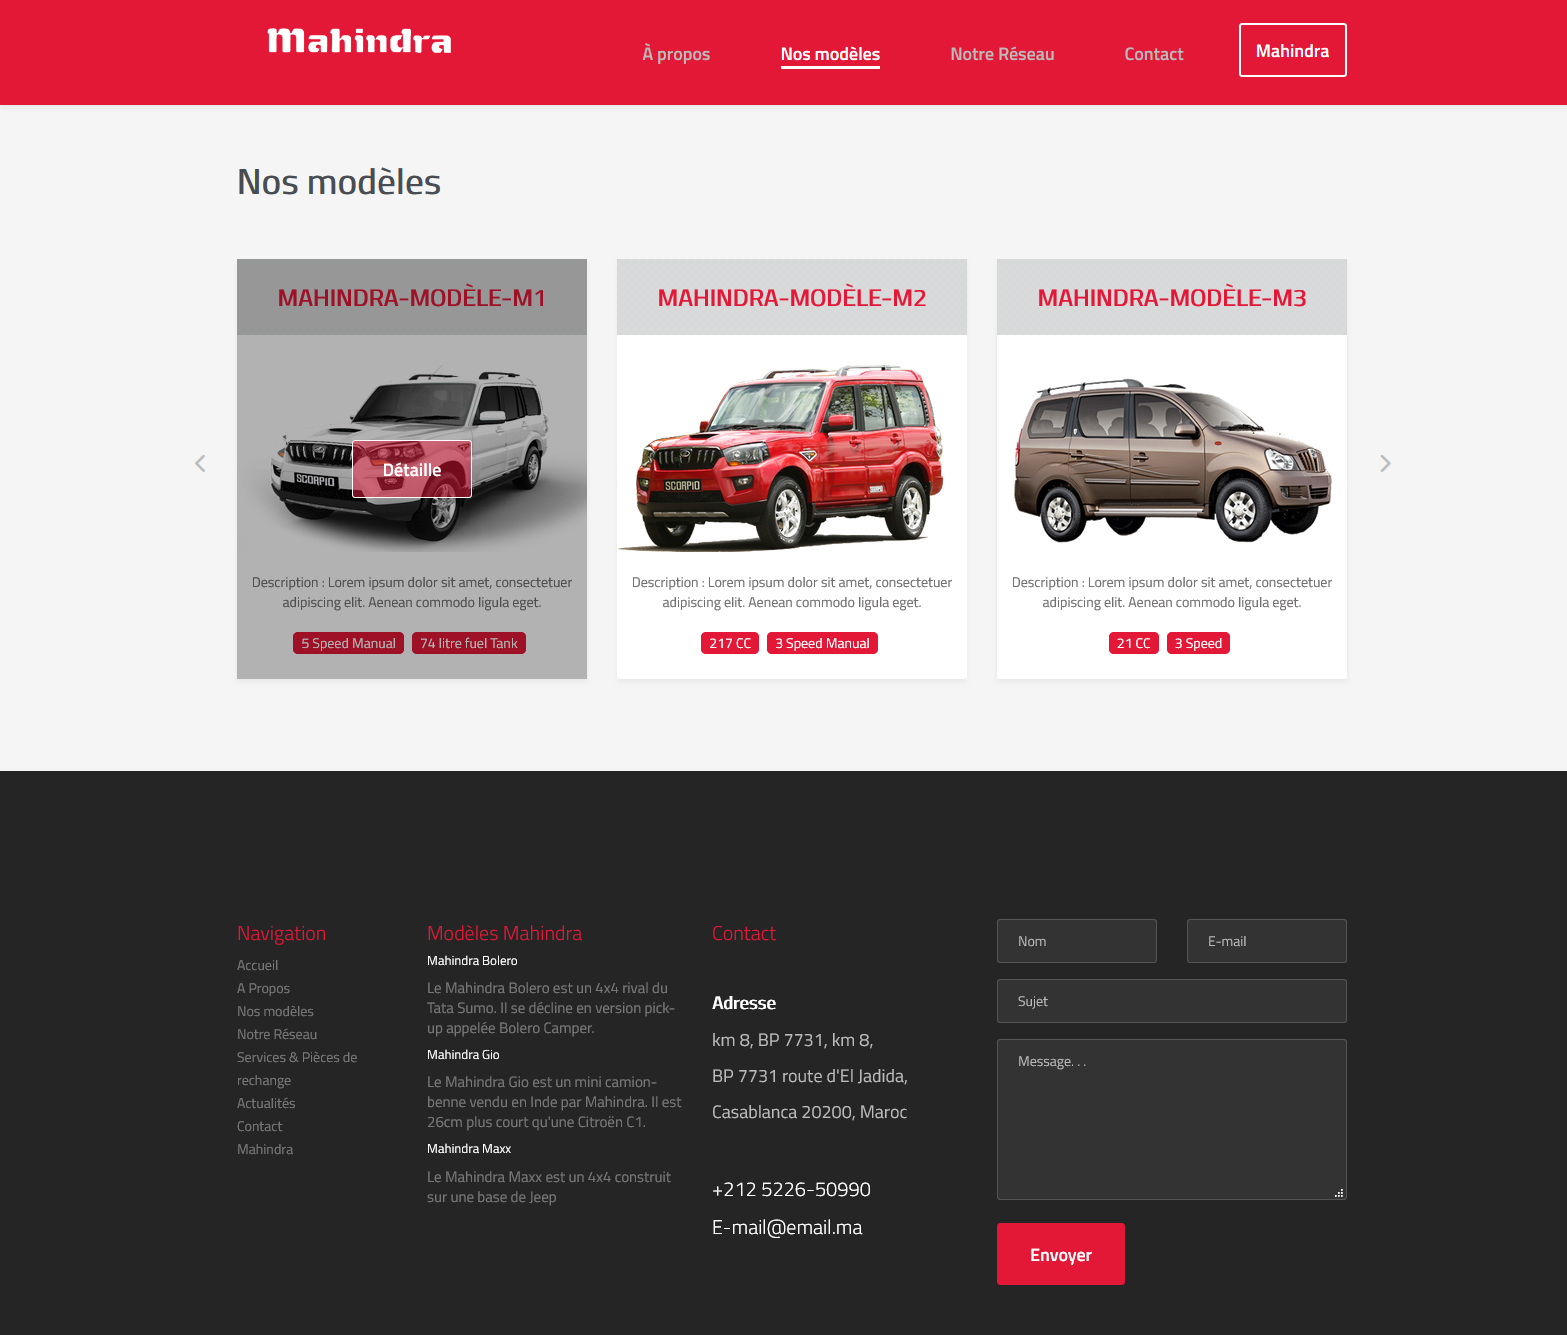 Mahindra
À propos
Nos modèles
Notre Réseau
Contact
Mahindra
Nos modèles
MAHINDRA-MODÈLE-M1
SCORPIO
Détaille
Description : Lorem ipsum dolor sit amet, consectetuer
adipiscing elit. Aenean commodo ligula eget.
5 Speed Manual
74 litre fuel Tank
MAHINDRA-MODÈLE-M2
SCORPIO
Description : Lorem ipsum dolor sit amet, consectetuer
adipiscing elit. Aenean commodo ligula eget.
217 CC
3 Speed Manual
MAHINDRA-MODÈLE-M3
Description : Lorem ipsum dolor sit amet, consectetuer
adipiscing elit. Aenean commodo ligula eget.
21 CC
3 Speed
Navigation
Accueil
A Propos
Nos modèles
Notre Réseau
Services & Pièces de
rechange
Actualités
Contact
Mahindra
Modèles Mahindra
Mahindra Bolero
Le Mahindra Bolero est un 4x4 rival du
Tata Sumo. Il se décline en version pick-
up appelée Bolero Camper.
Mahindra Gio
Le Mahindra Gio est un mini camion-
benne vendu en Inde par Mahindra. Il est
26cm plus court qu'une Citroën C1.
Mahindra Maxx
Le Mahindra Maxx est un 4x4 construit
sur une base de Jeep
Contact
Adresse
km 8, BP 7731, km 8,
BP 7731 route d'El Jadida,
Casablanca 20200, Maroc
+212 5226-50990
E-mail@email.ma
Nom
E-mail
Sujet
Message. . .
Envoyer